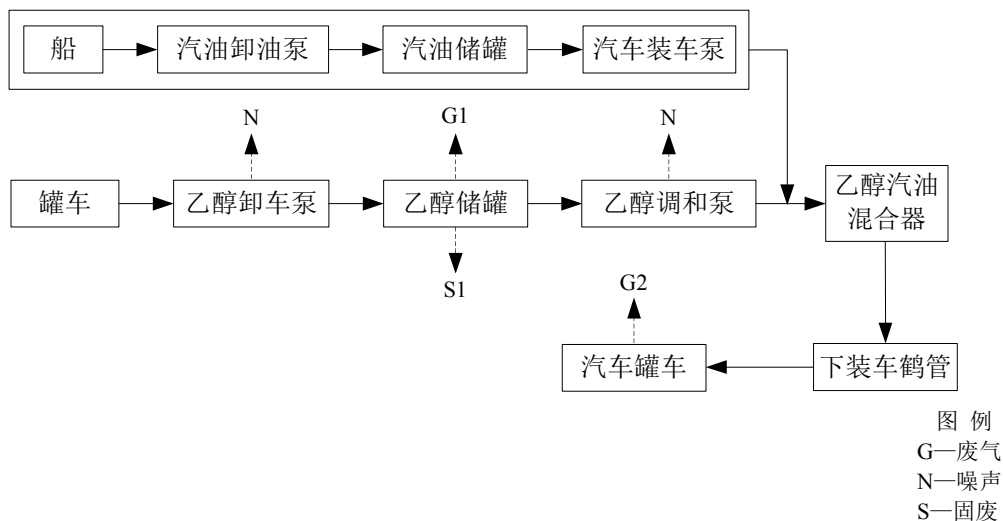 船
汽油卸油泵
汽油储罐
汽车装车泵
N
G1
N
罐车
乙醇卸车泵
乙醇储罐
乙醇调和泵
乙醇汽油
混合器
S1
G2
汽车罐车
下装车鹤管
图 例
G—废气
N—噪声
S—固废